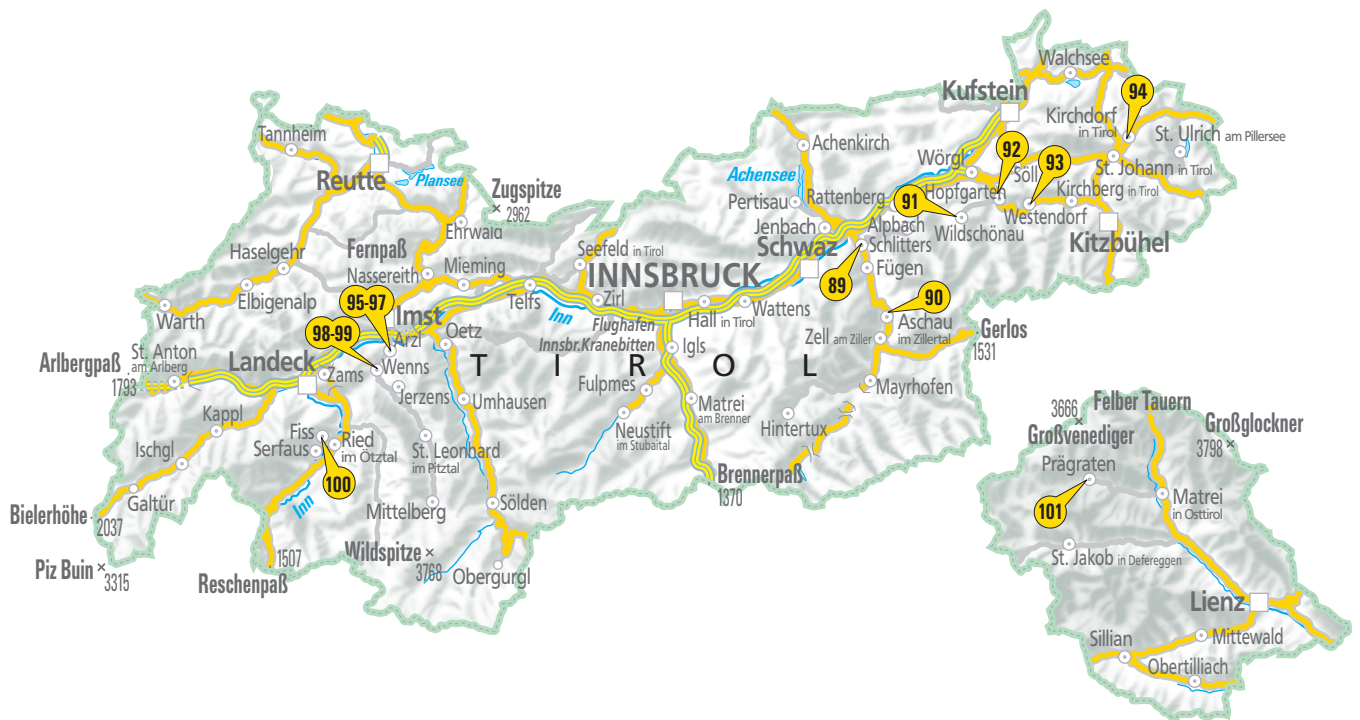 Walchsee
Kufstein
94
Kirchdorf
in Tirol
St. Ulrich am Pillersee
Tannheim
Achenkirch
Wörgl
92
Söll
93
St. Johann in Tirol
Reutte
Plansee
Zugspitze
2962
Achensee
Rattenberg
Hopfgarten
Kirchberg in Tirol
91
Pertisau
Westendorf
Ehrwald
Jenbach
Alpbach
Wildschönau
Kitzbühel
Haselgehr
Fernpaß
Seefeld in Tirol
Schwaz
Schlitters
Nassereith
Mieming
INNSBRUCK
Fügen
Elbigenalp
95-97
Telfs
Zirl
89
90
Warth
98-99
Imst
Inn
Flughafen
Innsbr.Kranebitten
Hall in Tirol
Wattens
Aschau
im Zillertal
Gerlos
1531
Arzl
Oetz
Zell am Ziller
Arlbergpaß
1793
St. Anton
am Arlberg
Landeck
Zams
Wenns
Igls
TIROL
Jerzens
Umhausen
Fulpmes
Mayrhofen
Kappl
Matrei
am Brenner
Hintertux
Fiss
Serfaus
Ried
im Ötztal
St. Leonhard
im Pitztal
Neustift
im Stubaital
Ischgl
100
Brennerpaß
1370
Galtür
Inn
Mittelberg
Sölden
Bielerhöhe
2037
Piz Buin
3315
1507
Reschenpaß
Wildspitze
3768
Obergurgl
3666
Großvenediger
Felber Tauern
Großglockner
3798
Prägraten
101
Matrei
in Osttirol
St. Jakob in Defereggen
Lienz
Sillian
Mittewald
Obertilliach